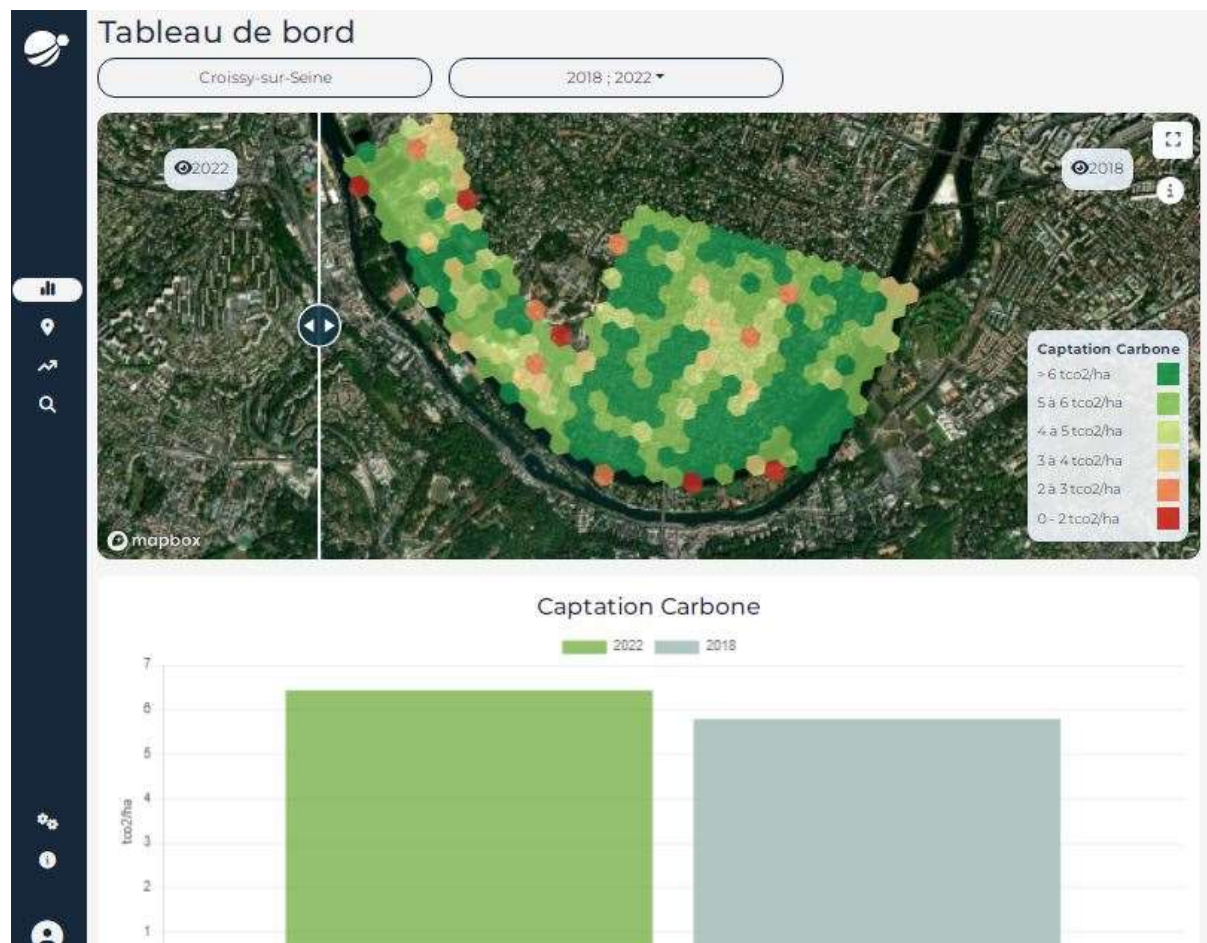 Tableau de bord
Croissy-sur-Seine
2018 ; 2022
2022
2018
Captation Carbone
> 6 tco2/ha
5 à 6 tco2/ha
4 à 5 tco2/ha
3 à 4 tco2/ha
2 à 3 tco2/ha
0 - 2 tco2/ha
mapbox
Captation Carbone
2022 2018
7
6
5
4
3
2
1
tco2/ha